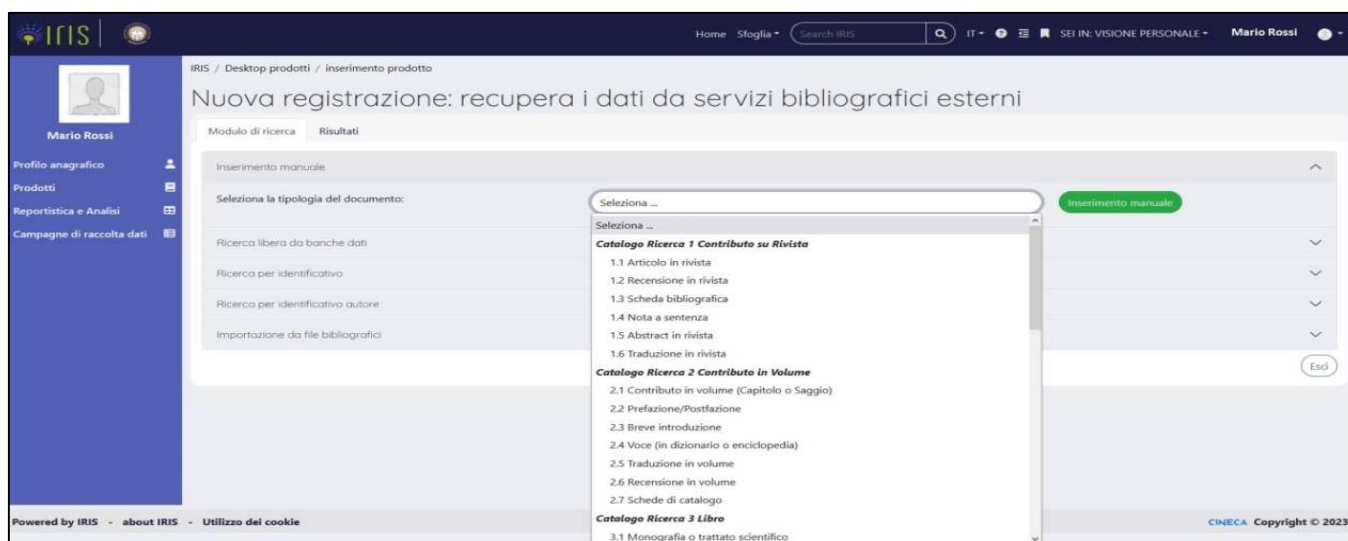 IRIS
Home Sfoglia Search IRIS IT SEI IN: VISIONE PERSONALE Mario Rossi
IRIS / Desktop prodotti / inserimento prodotto
Nuova registrazione: recupera i dati da servizi bibliografici esterni
Mario Rossi
Profilo anagrafico
Prodotti
Reportistica e Analisi
Campagne di raccolta dati
Modulo di ricerca Risultati
Inserimento manuale
Seleziona la tipologia del documento: Seleziona ... Inserimento manuale
Ricerca libera da banche dati
Ricerca per identificativo
Ricerca per identificativo autore
Importazione da file bibliografici
Seleziona ...
Catalogo Ricerca 1 Contributo su Rivista
1.1 Articolo in rivista
1.2 Recensione in rivista
1.3 Scheda bibliografica
1.4 Nota a sentenza
1.5 Abstract in rivista
1.6 Traduzione in rivista
Catalogo Ricerca 2 Contributo in Volume
2.1 Contributo in volume (Capitolo o Saggio)
2.2 Prefazione/Postfazione
2.3 Breve introduzione
2.4 Voce (in dizionario o enciclopedia)
2.5 Traduzione in volume
2.6 Recensione in volume
2.7 Schede di catalogo
Catalogo Ricerca 3 Libro
3.1 Monografia o trattato scientifico
Esci
Powered by IRIS - about IRIS - Utilizzo dei cookie
CINECA Copyright © 2023